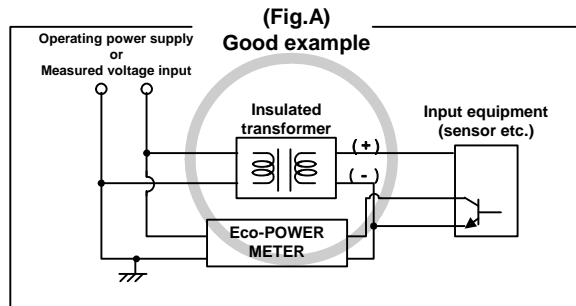 (Fig.A)
Good example
Operating power supply
or
Measured voltage input
Insulated
transformer
Input equipment
(sensor etc.)
(+)
(-)
Eco-POWER
METER